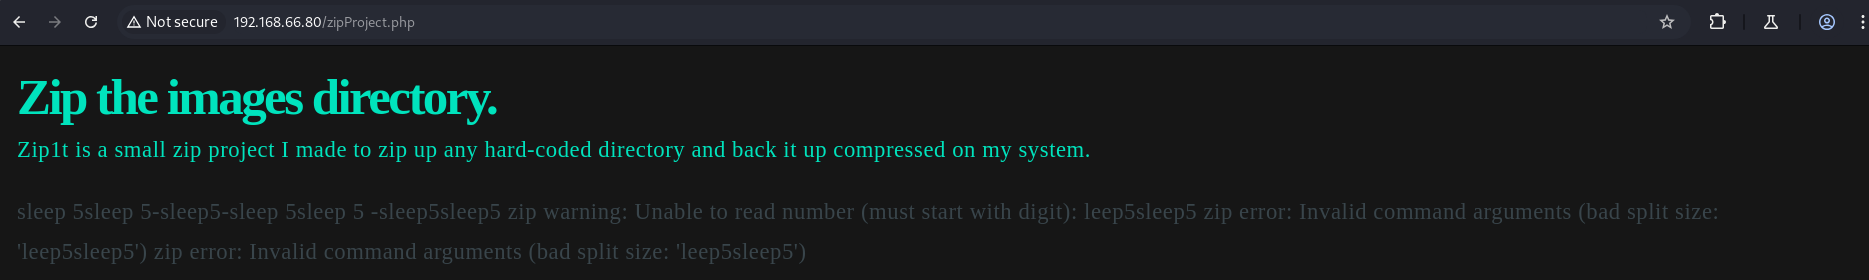 Not secure 192.168.66.80/zipProject.php
Zip the images directory.
Zip1t is a small zip project I made to zip up any hard-coded directory and back it up compressed on my system.
sleep 5sleep 5-sleep5-sleep 5sleep 5 -sleep5sleep5 zip warning: Unable to read number (must start with digit): leep5sleep5 zip error: Invalid command arguments (bad split size:
'leep5sleep5') zip error: Invalid command arguments (bad split size: 'leep5sleep5')